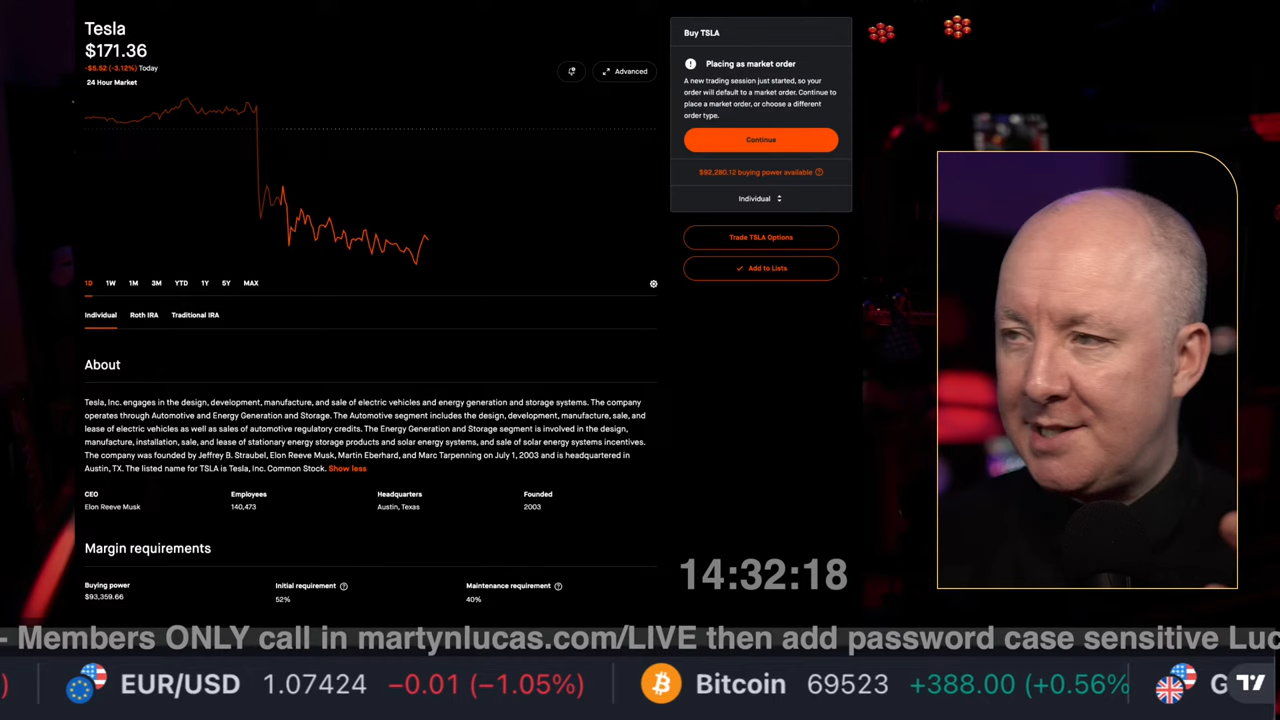 Tesla
$171.36
-$5.52 (-3.12%) Today
24 Hour Market
Advanced
Buy TSLA
Placing as market order
A new trading session just started, so your
order will default to a market order. Continue to
place a market order, or choose a different
order type.
Continue
$92,280.12 buying power available
Individual
Trade TSLA Options
Add to Lists
1D 1W 1M 3M YTD 1Y 5Y MAX
Individual Roth IRA Traditional IRA
About
Tesla, Inc. engages in the design, development, manufacture, and sale of electric vehicles and energy generation and storage systems. The company
operates through Automotive and Energy Generation and Storage. The Automotive segment includes the design, development, manufacture, sale, and
lease of electric vehicles as well as sales of automotive regulatory credits. The Energy Generation and Storage segment is involved in the design,
manufacture, installation, sale, and lease of stationary energy storage products and solar energy systems, and sale of solar energy systems incentives.
The company was founded by Jeffrey B. Straubel, Elon Reeve Musk, Martin Eberhard, and Marc Tarpenning on July 1, 2003 and is headquartered in
Austin, TX. The listed name for TSLA is Tesla, Inc. Common Stock. Show less
CEO Employees Headquarters Founded
Elon Reeve Musk 140,473 Austin, Texas 2003
Margin requirements
Buying power Initial requirement Maintenance requirement
$93,359.66 52% 40%
14:32:18
- Members ONLY call in martynlucas.com/LIVE then add password case sensitive Luc
) EUR/USD 1.07424 −0.01 (−1.05%) Bitcoin 69523 +388.00 (+0.56% G